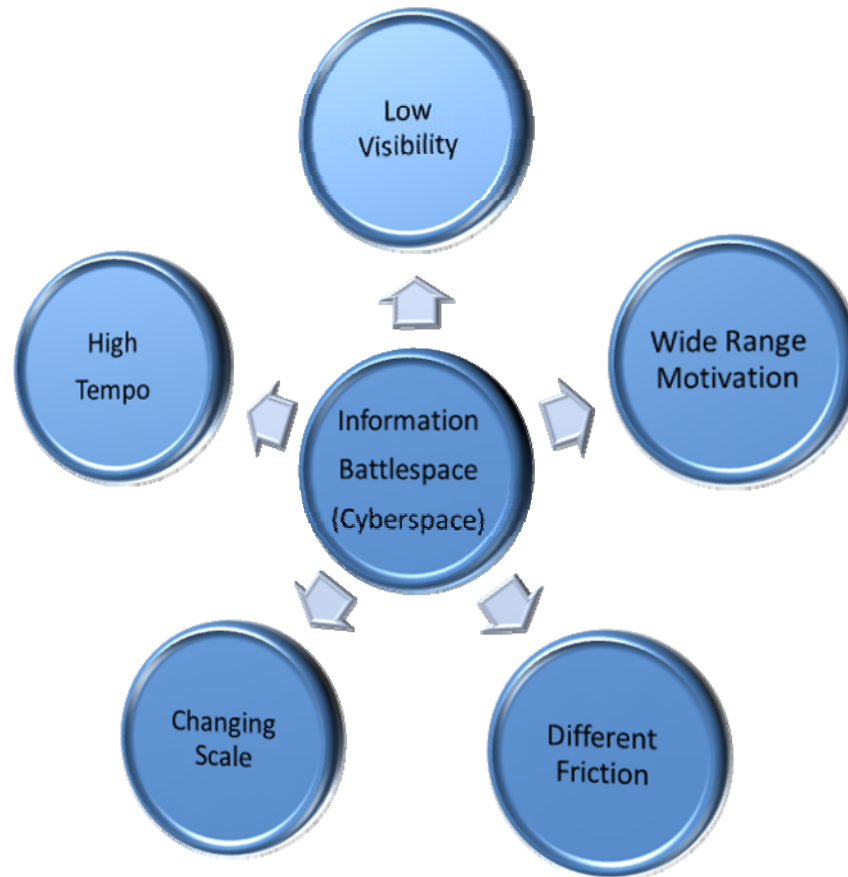 Low
Visibility
High
Tempo
Wide Range
Motivation
Information
Battlespace
(Cyberspace)
Changing
Scale
Different
Friction